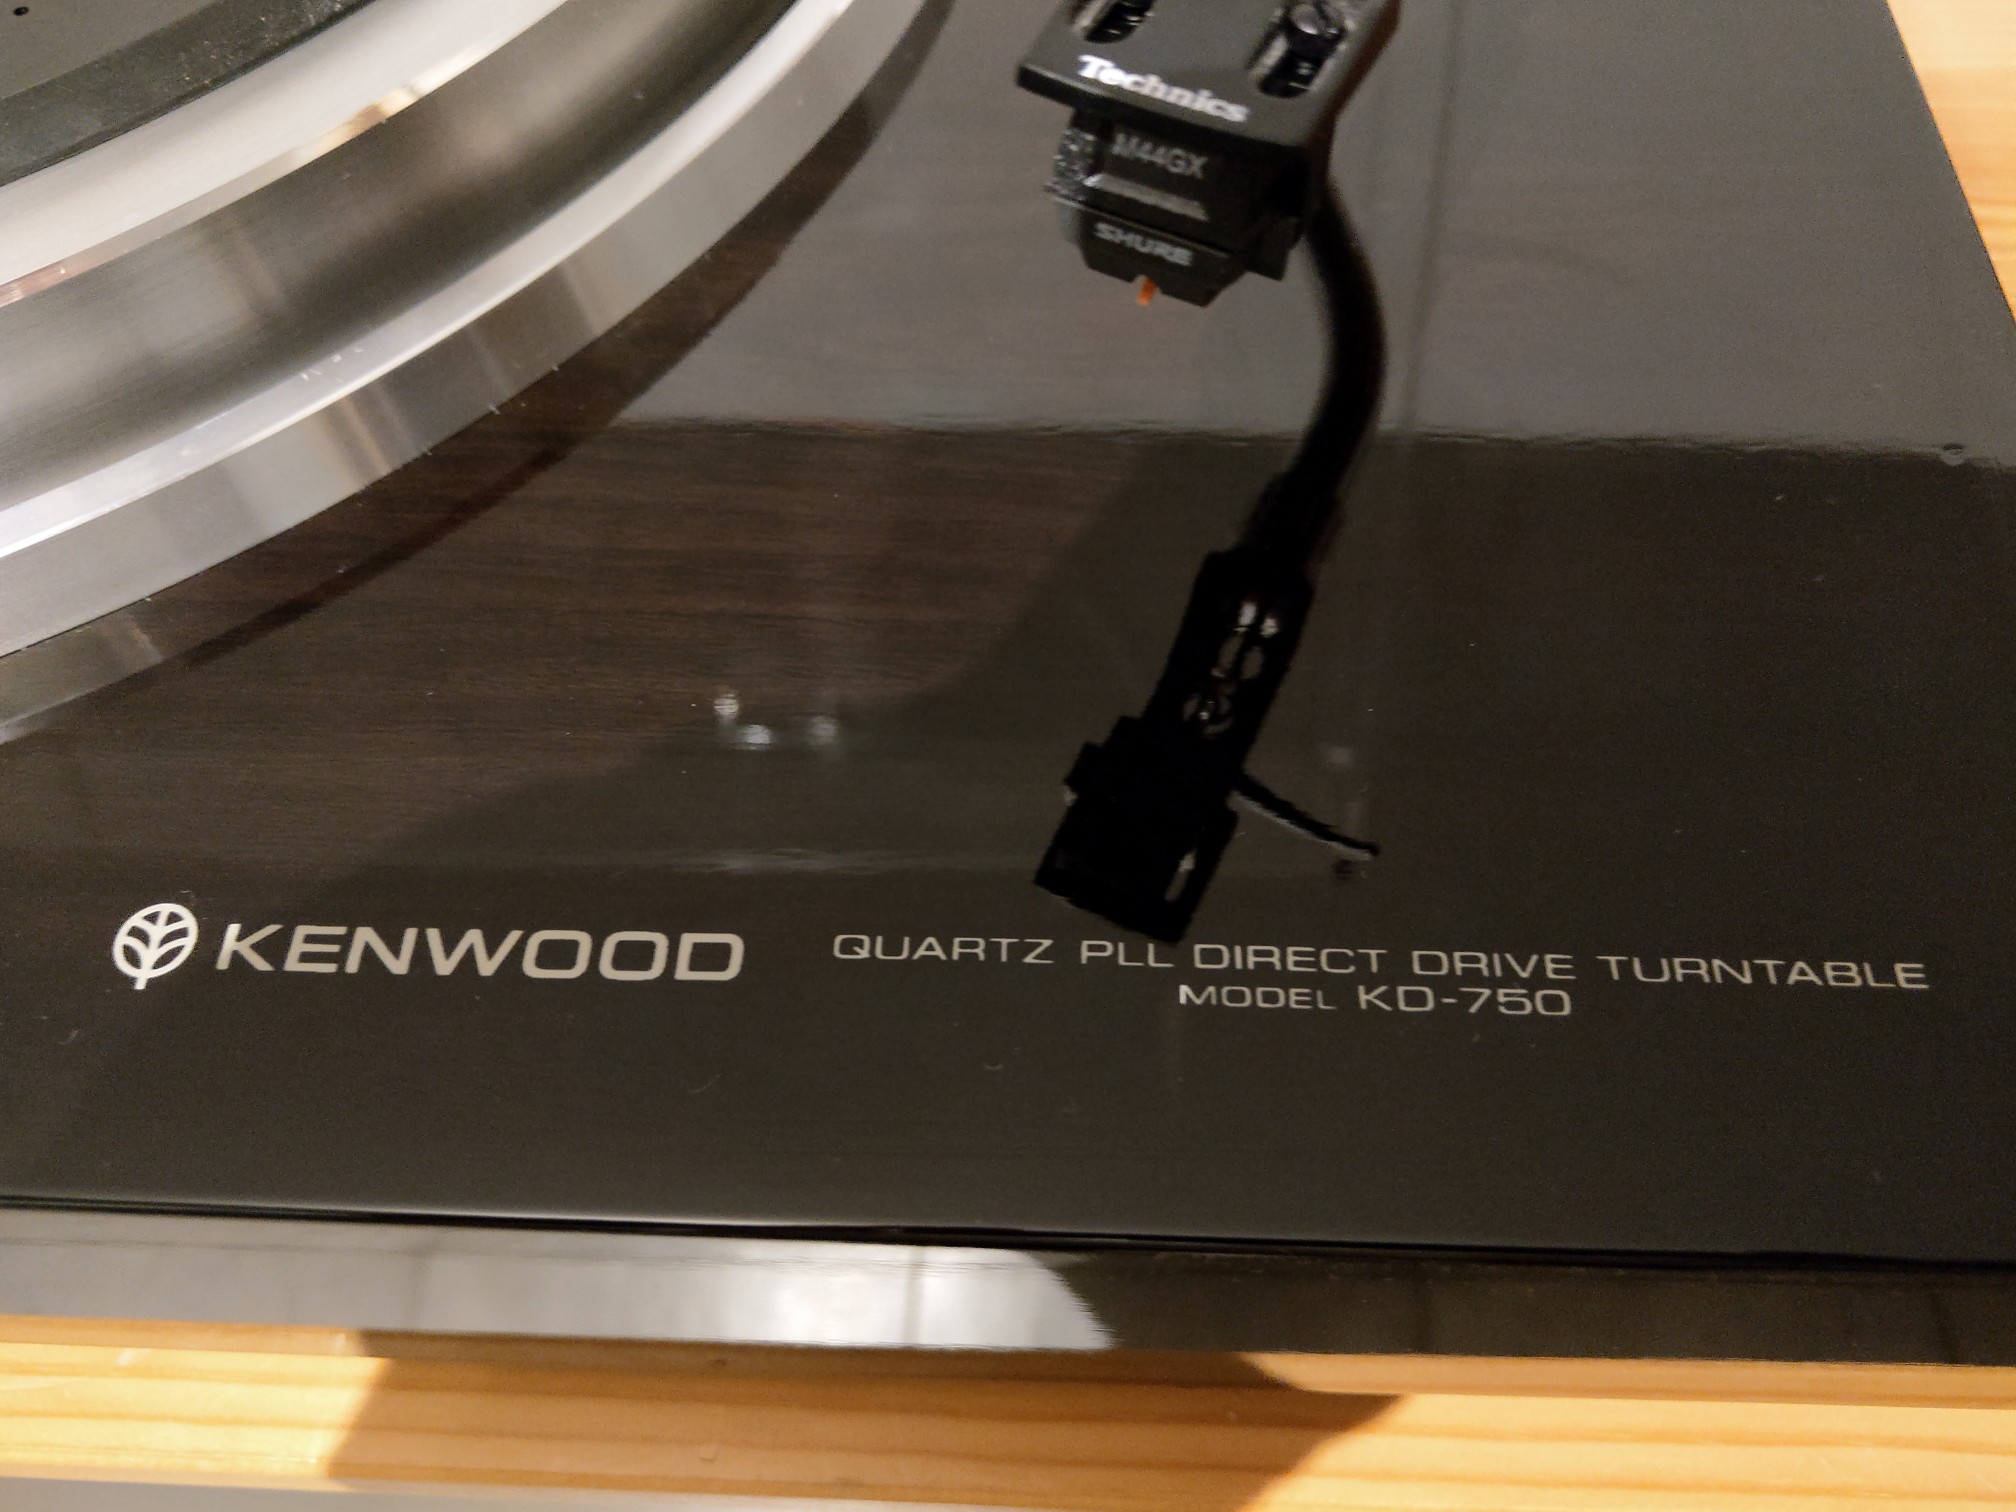 Technics
M44GX
SHURE
KENWOOD
QUARTZ PLL DIRECT DRIVE TURNTABLE
MODEL KD-750